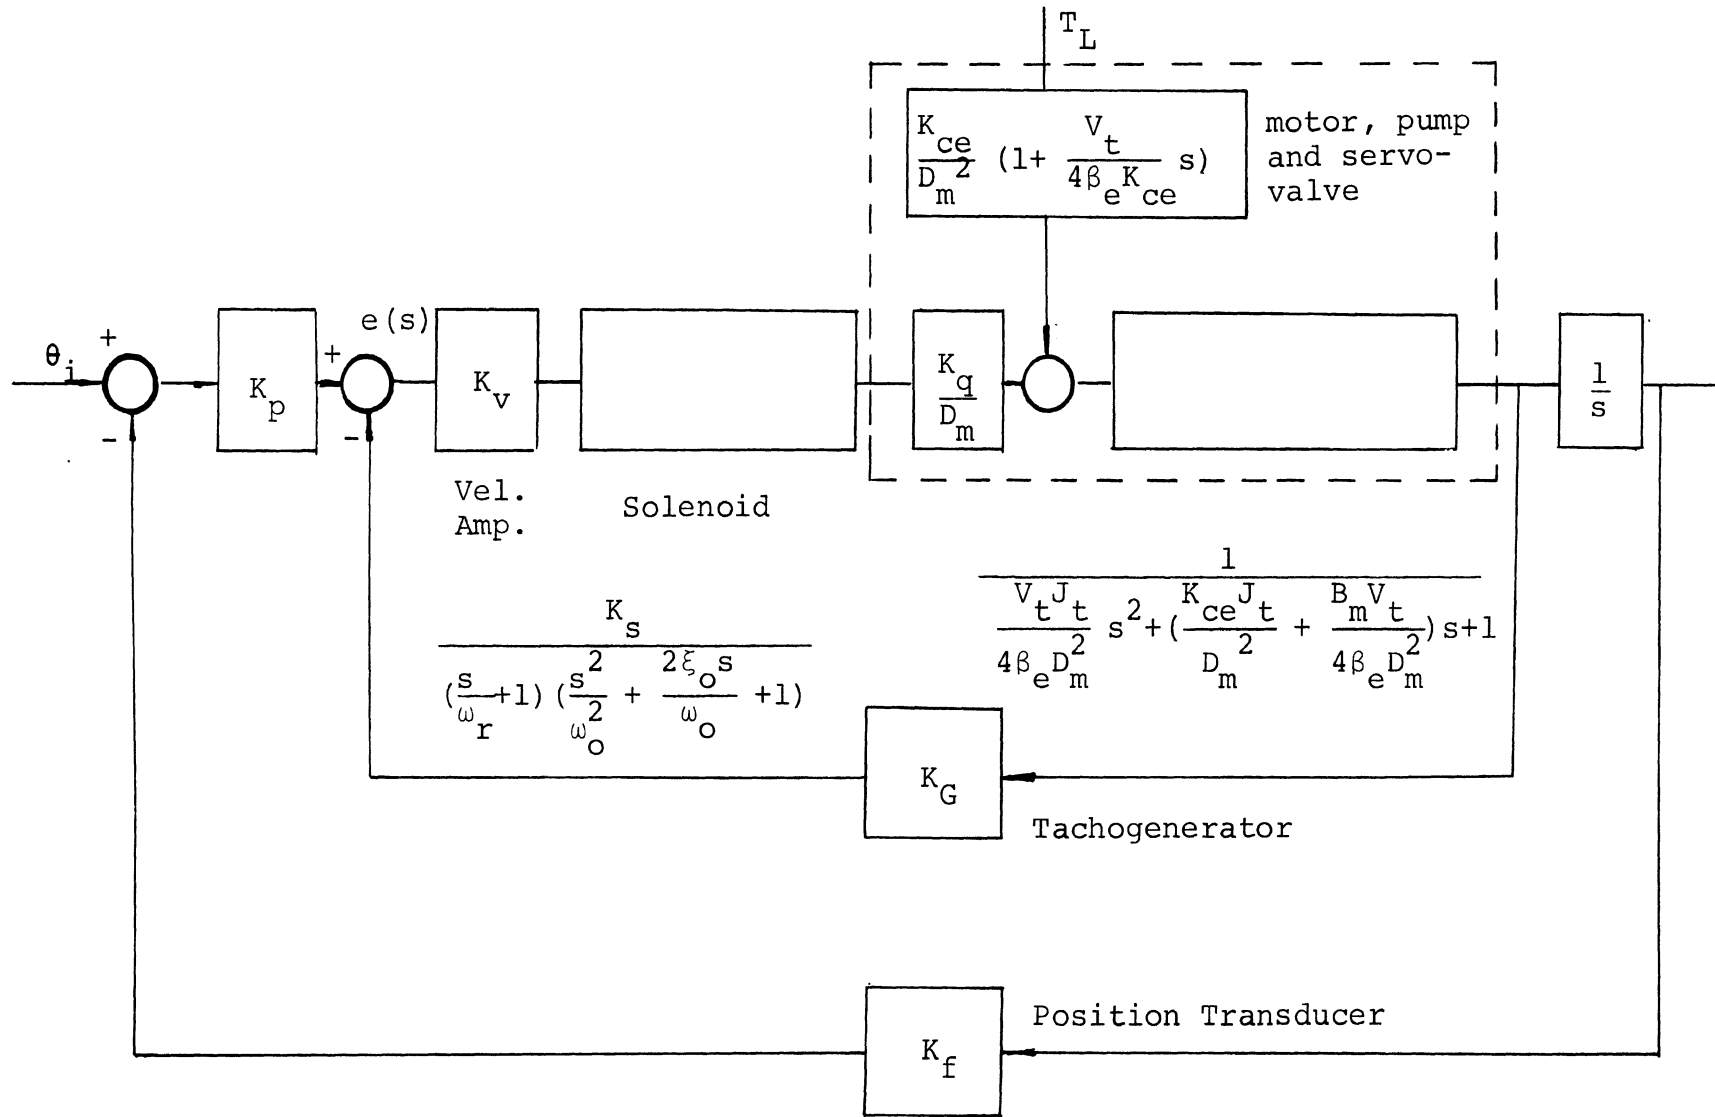 T_L
K_ce / D_m^2 (1+ V_t / 4β_e K_ce s)
motor, pump
and servo-
valve
θ_i
+
-
K_p
+
-
e(s)
K_v
K_q / D_m
1 / s
Vel.
Amp.
Solenoid
K_s / (s/ω_r +1) (s^2/ω_o^2 + 2ξ_o s/ω_o +1)
1 / V_t J_t / 4β_e D_m^2 s^2+(K_ce J_t / D_m^2 + B_m V_t / 4β_e D_m^2)s+1
K_G
Tachogenerator
Position Transducer
K_f